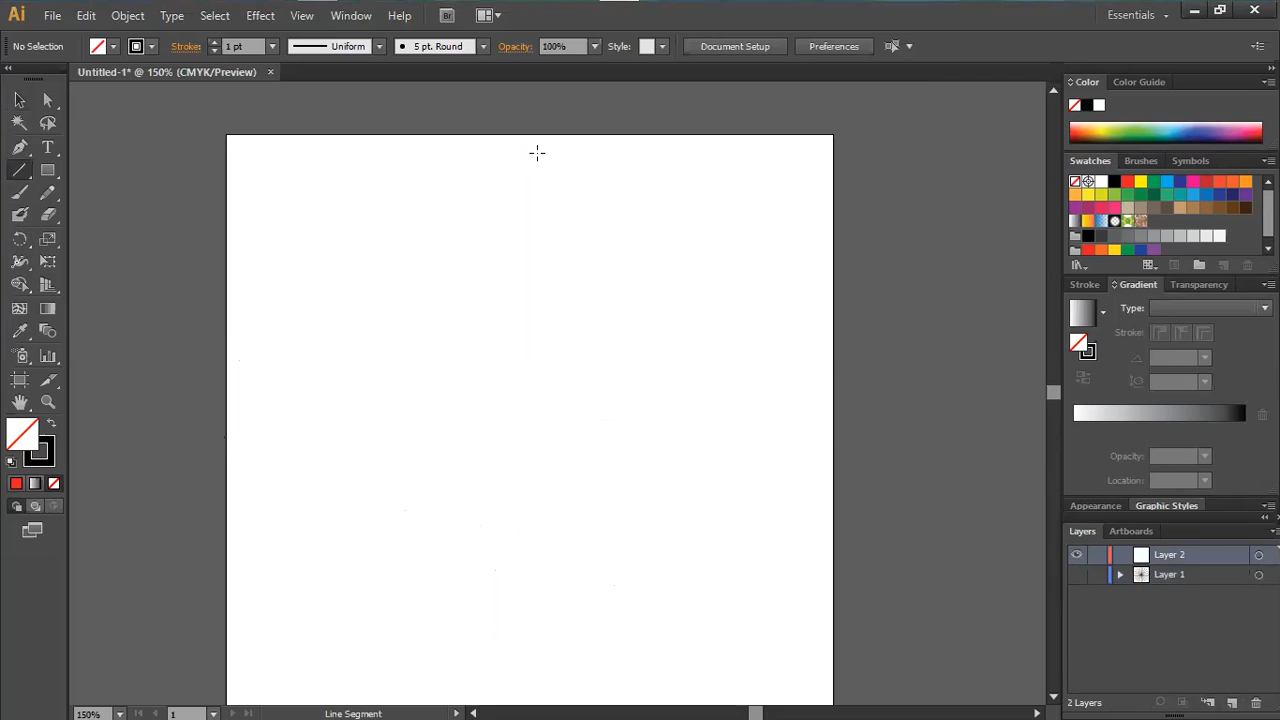 Ai File Edit Object Type Select Effect View Window Help Br Essentials
No Selection Stroke: 1 pt Uniform 5 pt. Round Opacity: 100% Style: Document Setup Preferences
Untitled-1* @ 150% (CMYK/Preview) ×
Color Color Guide
T
Swatches Brushes Symbols
Stroke Gradient Transparency
Type:
Stroke:
Opacity:
Location:
Appearance Graphic Styles
Layers Artboards
Layer 2
Layer 1
2 Layers
150% 1 Line Segment